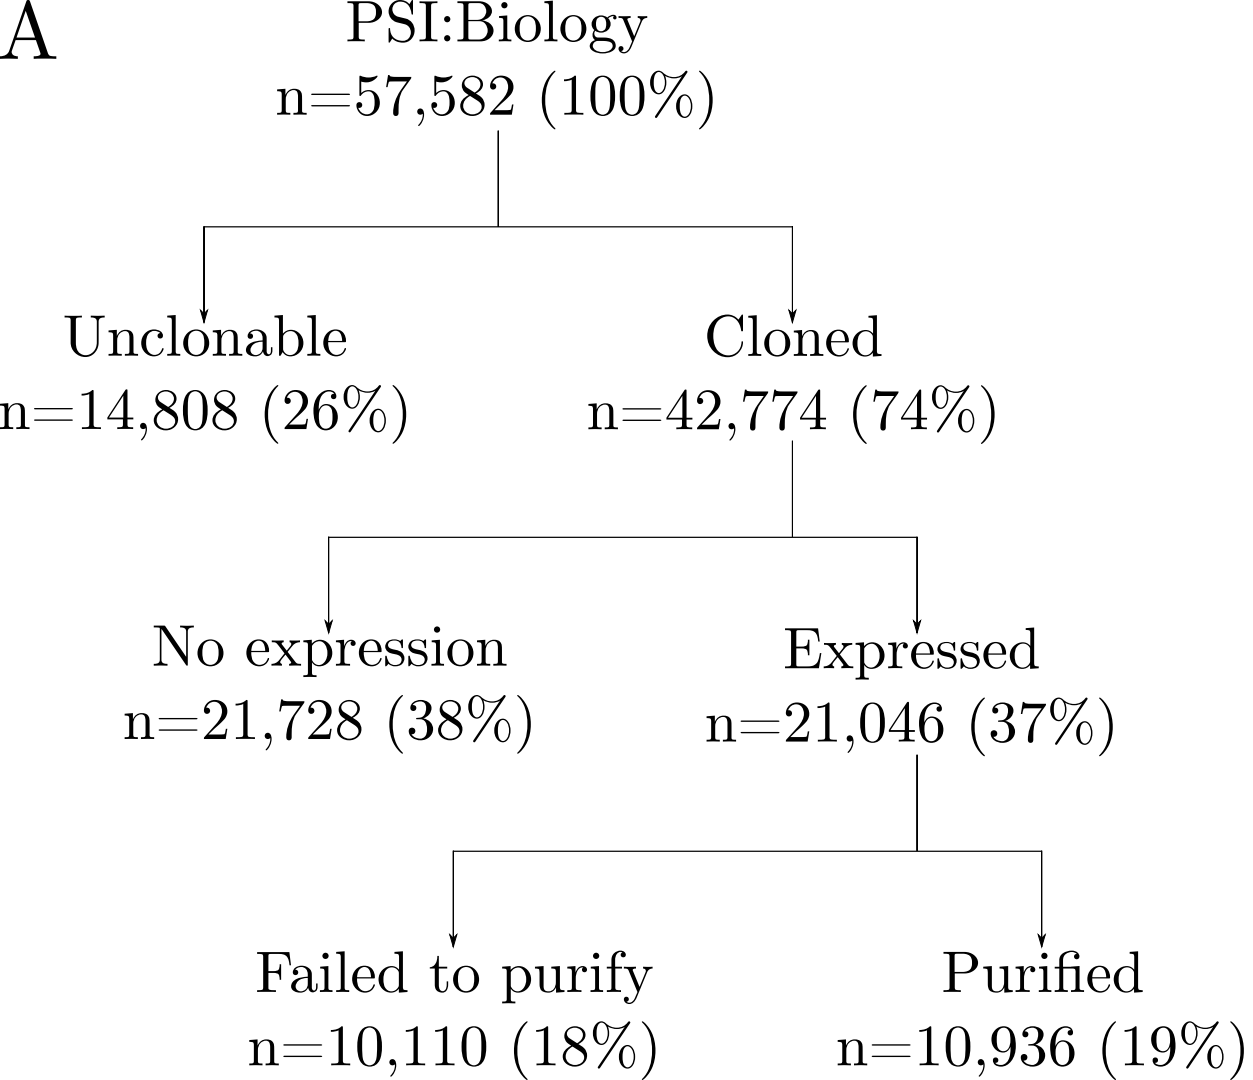 A
PSI:Biology
n=57,582 (100%)
Unclonable
n=14,808 (26%)
Cloned
n=42,774 (74%)
No expression
n=21,728 (38%)
Expressed
n=21,046 (37%)
Failed to purify
n=10,110 (18%)
Purified
n=10,936 (19%)